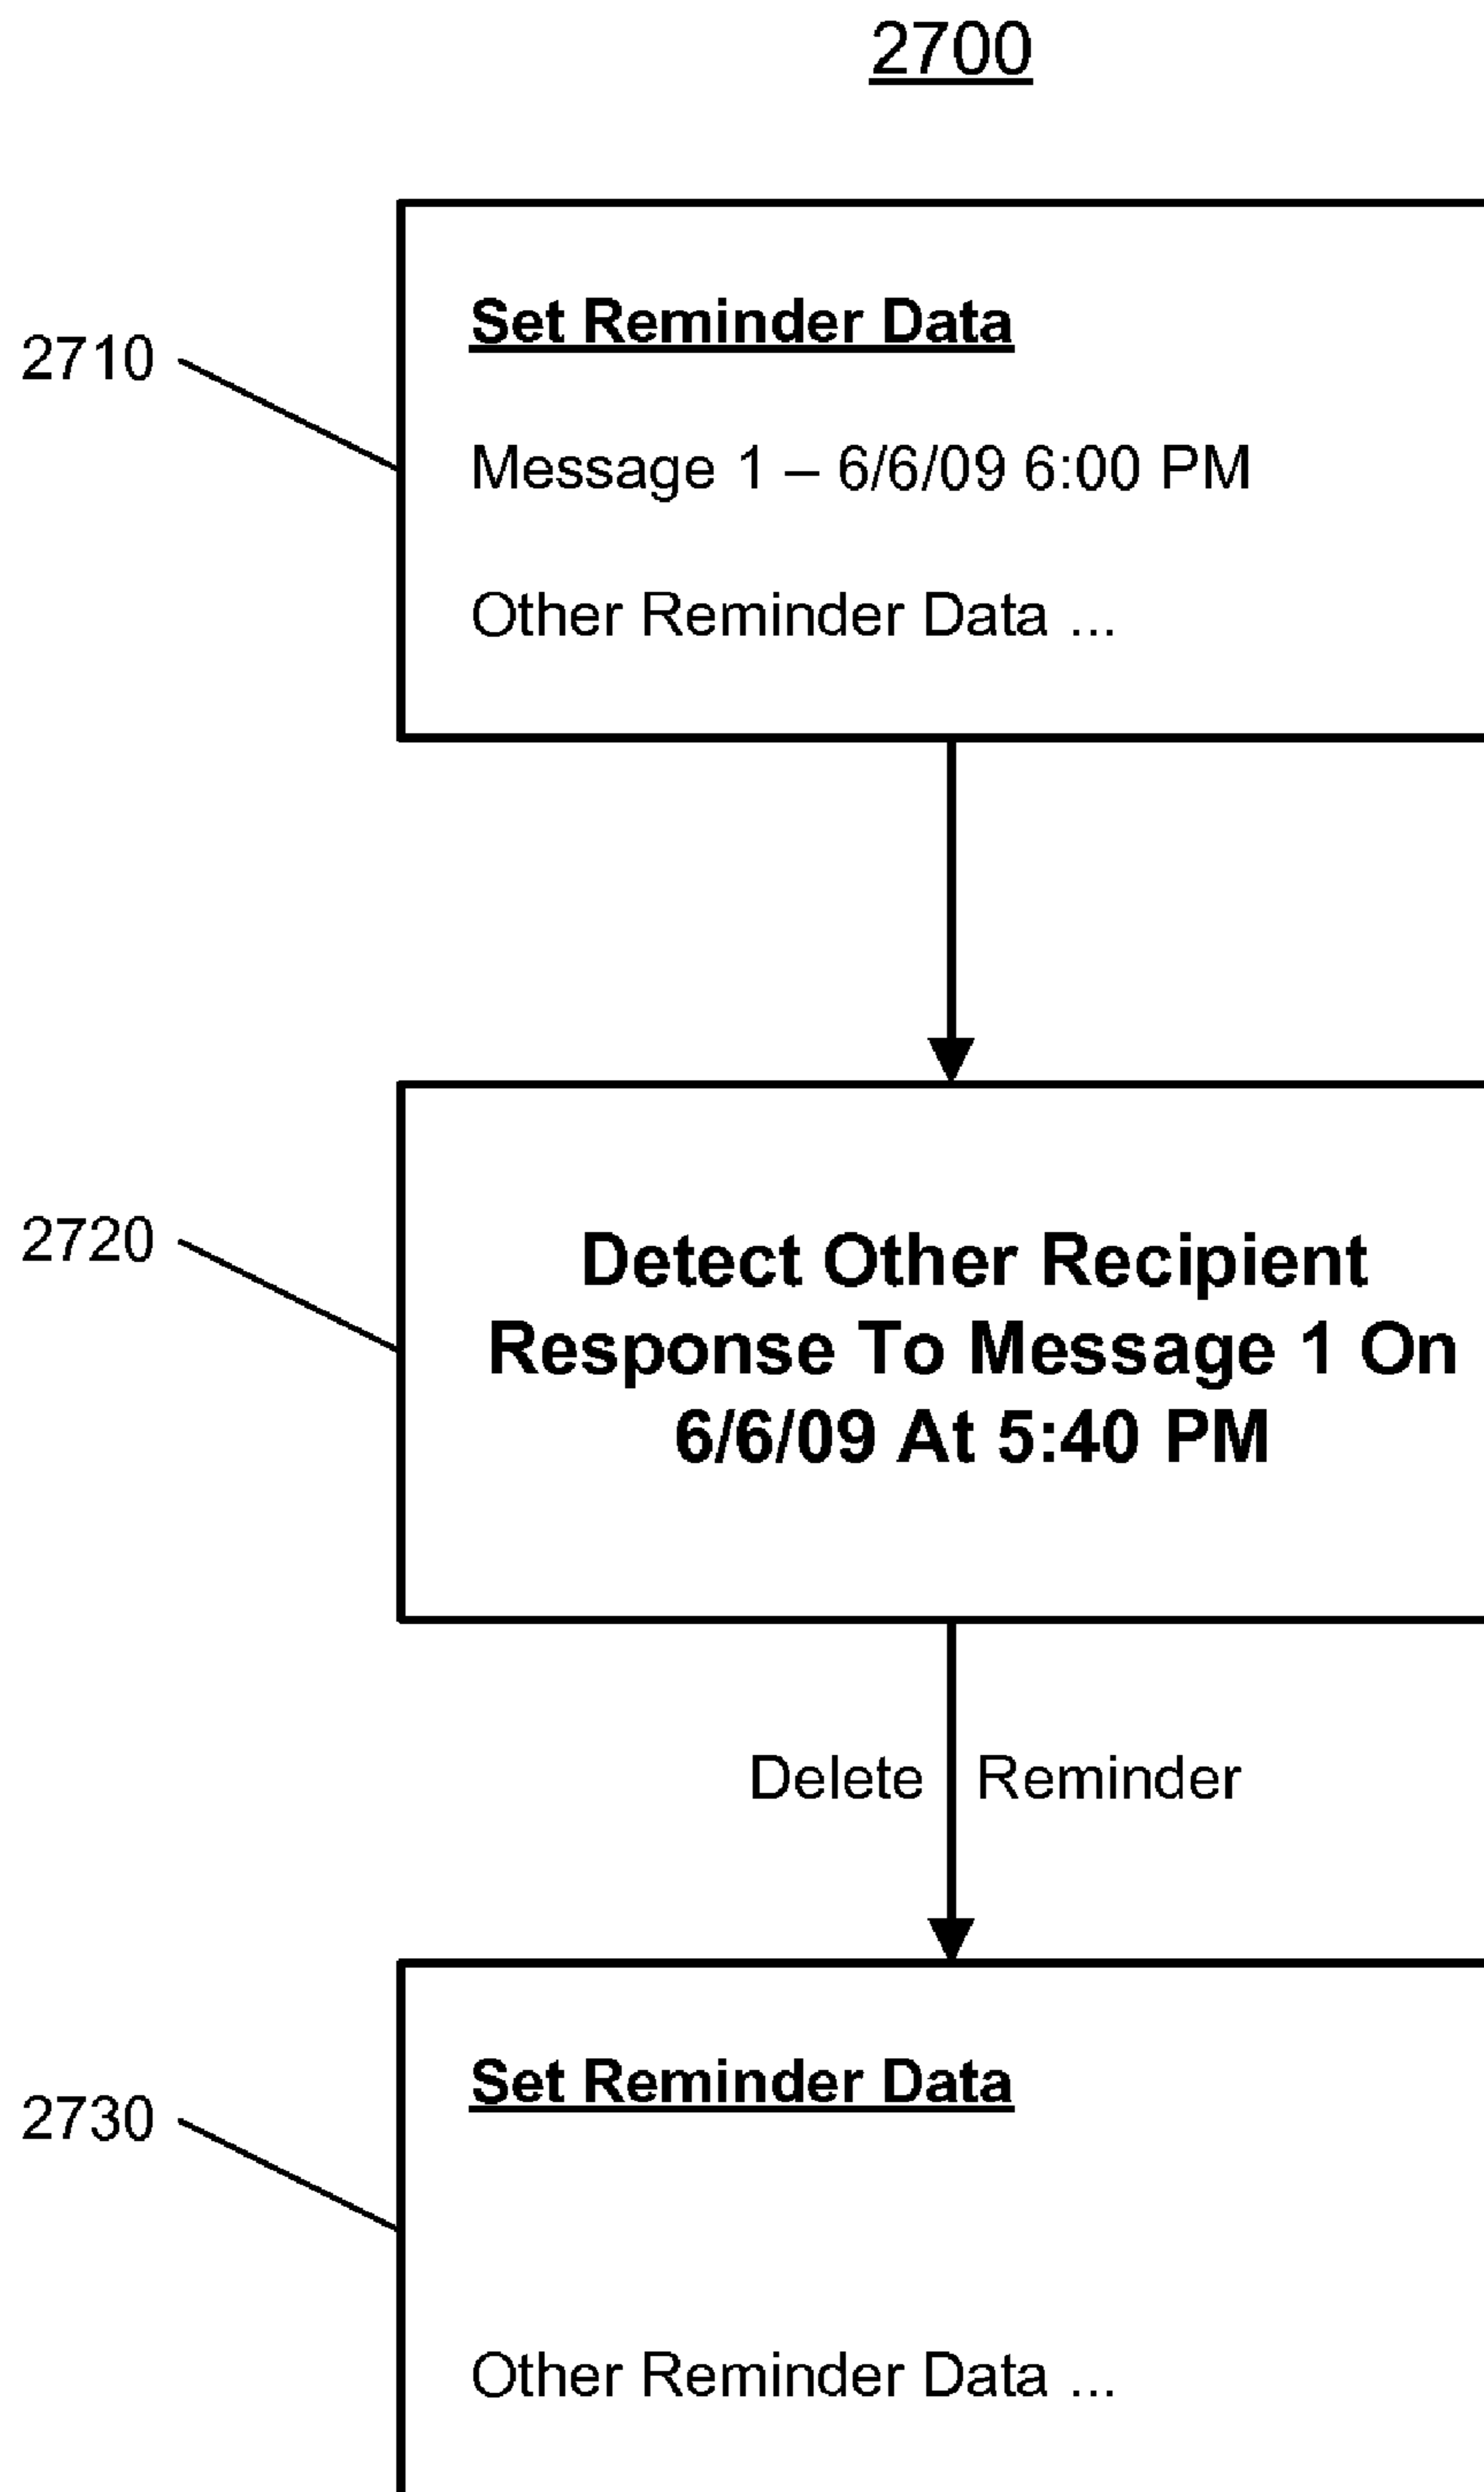 2700
2710
Set Reminder Data
Message 1 – 6/6/09 6:00 PM
Other Reminder Data ...
2720
Detect Other Recipient
Response To Message 1 On
6/6/09 At 5:40 PM
Delete Reminder
2730
Set Reminder Data
Other Reminder Data ...